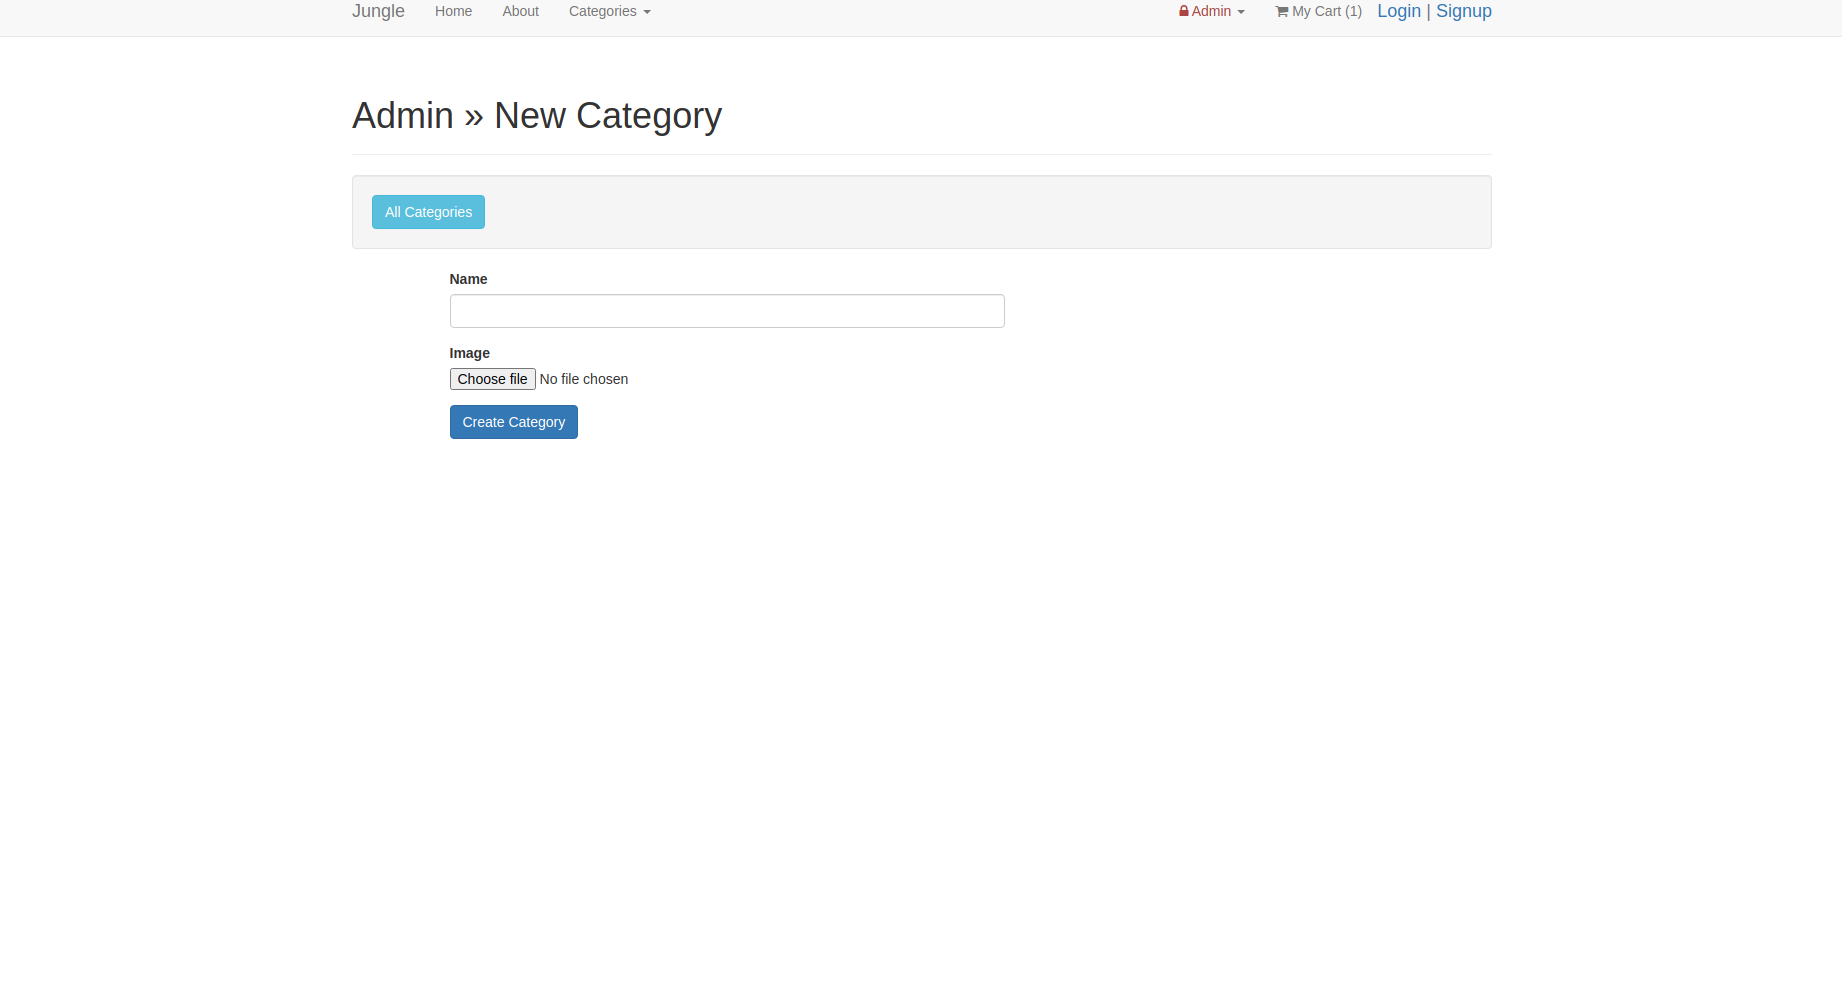 Jungle Home About Categories Admin My Cart (1) Login | Signup
Admin » New Category
All Categories
Name
Image
Choose file No file chosen
Create Category